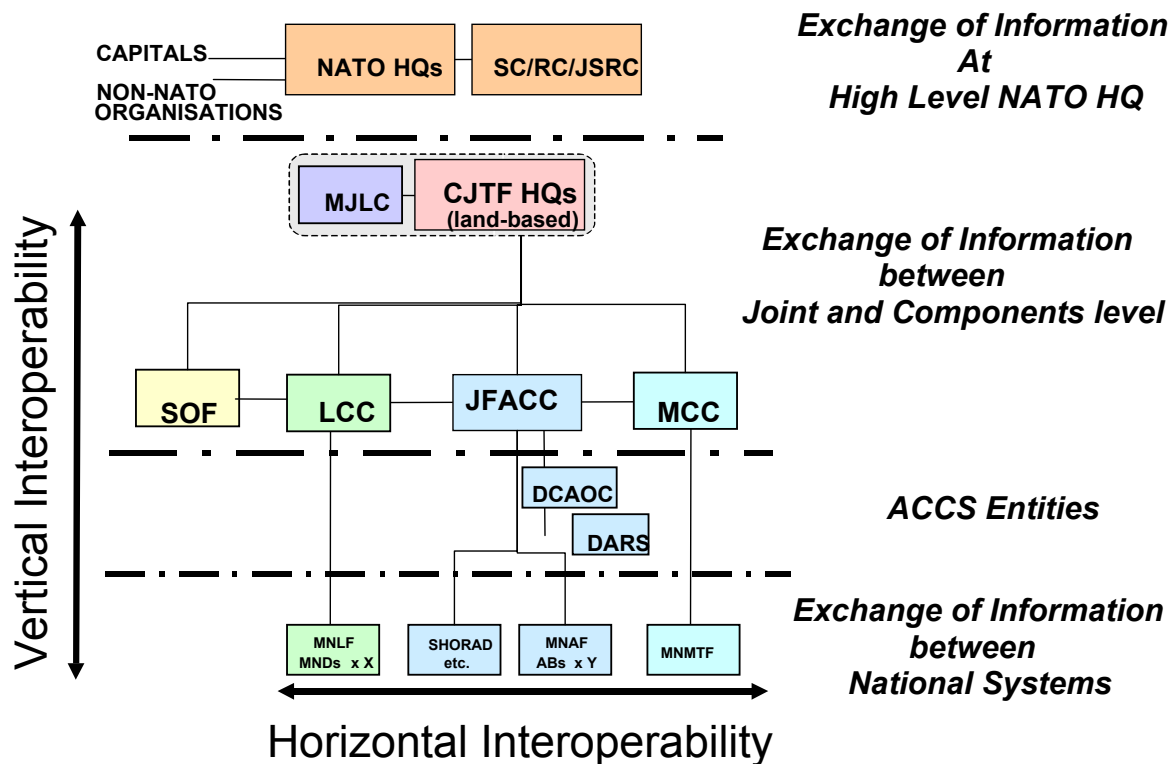 CAPITALS
NON-NATO
ORGANISATIONS
NATO HQs
SC/RC/JSRC
Exchange of Information
At
High Level NATO HQ
MJLC
CJTF HQs
(land-based)
Exchange of Information
between
Joint and Components level
Vertical Interoperability
SOF
LCC
JFACC
MCC
DCAOC
DARS
ACCS Entities
MNLF
MNDs x X
SHORAD
etc.
MNAF
ABs x Y
MNMTF
Exchange of Information
between
National Systems
Horizontal Interoperability